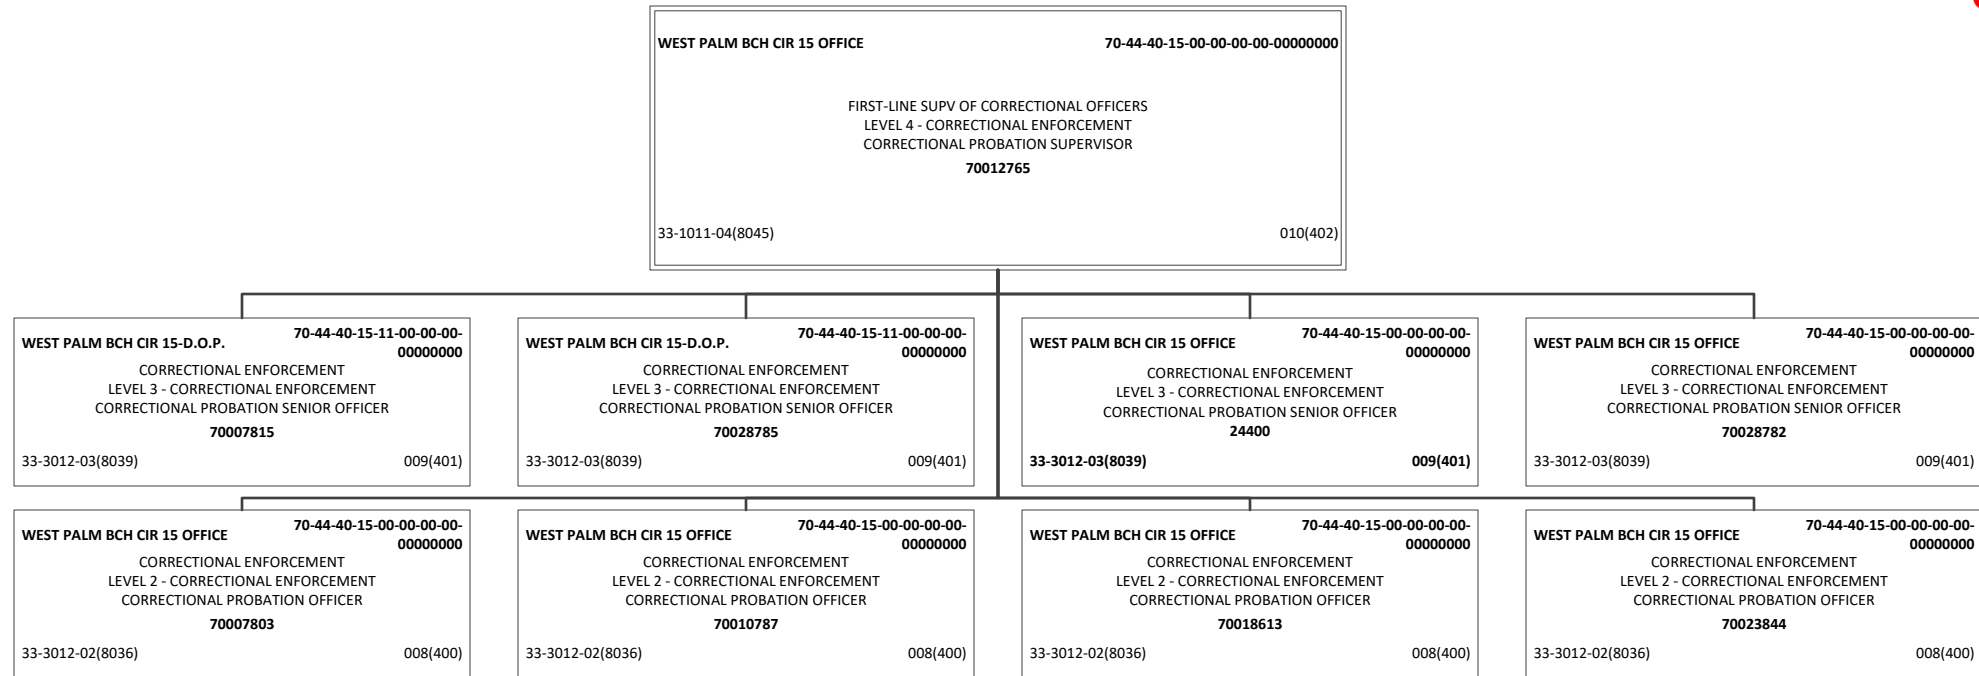 WEST PALM BCH CIR 15 OFFICE 70-44-40-15-00-00-00-00-00000000
FIRST-LINE SUPV OF CORRECTIONAL OFFICERS
LEVEL 4 - CORRECTIONAL ENFORCEMENT
CORRECTIONAL PROBATION SUPERVISOR
70012765
33-1011-04(8045) 010(402)
WEST PALM BCH CIR 15-D.O.P. 70-44-40-15-11-00-00-00-
00000000
CORRECTIONAL ENFORCEMENT
LEVEL 3 - CORRECTIONAL ENFORCEMENT
CORRECTIONAL PROBATION SENIOR OFFICER
70007815
33-3012-03(8039) 009(401)
WEST PALM BCH CIR 15-D.O.P. 70-44-40-15-11-00-00-00-
00000000
CORRECTIONAL ENFORCEMENT
LEVEL 3 - CORRECTIONAL ENFORCEMENT
CORRECTIONAL PROBATION SENIOR OFFICER
70028785
33-3012-03(8039) 009(401)
WEST PALM BCH CIR 15 OFFICE 70-44-40-15-00-00-00-00-
00000000
CORRECTIONAL ENFORCEMENT
LEVEL 3 - CORRECTIONAL ENFORCEMENT
CORRECTIONAL PROBATION SENIOR OFFICER
24400
33-3012-03(8039) 009(401)
WEST PALM BCH CIR 15 OFFICE 70-44-40-15-00-00-00-00-
00000000
CORRECTIONAL ENFORCEMENT
LEVEL 3 - CORRECTIONAL ENFORCEMENT
CORRECTIONAL PROBATION SENIOR OFFICER
70028782
33-3012-03(8039) 009(401)
WEST PALM BCH CIR 15 OFFICE 70-44-40-15-00-00-00-00-
00000000
CORRECTIONAL ENFORCEMENT
LEVEL 2 - CORRECTIONAL ENFORCEMENT
CORRECTIONAL PROBATION OFFICER
70007803
33-3012-02(8036) 008(400)
WEST PALM BCH CIR 15 OFFICE 70-44-40-15-00-00-00-00-
00000000
CORRECTIONAL ENFORCEMENT
LEVEL 2 - CORRECTIONAL ENFORCEMENT
CORRECTIONAL PROBATION OFFICER
70010787
33-3012-02(8036) 008(400)
WEST PALM BCH CIR 15 OFFICE 70-44-40-15-00-00-00-00-
00000000
CORRECTIONAL ENFORCEMENT
LEVEL 2 - CORRECTIONAL ENFORCEMENT
CORRECTIONAL PROBATION OFFICER
70018613
33-3012-02(8036) 008(400)
WEST PALM BCH CIR 15 OFFICE 70-44-40-15-00-00-00-00-
00000000
CORRECTIONAL ENFORCEMENT
LEVEL 2 - CORRECTIONAL ENFORCEMENT
CORRECTIONAL PROBATION OFFICER
70023844
33-3012-02(8036) 008(400)